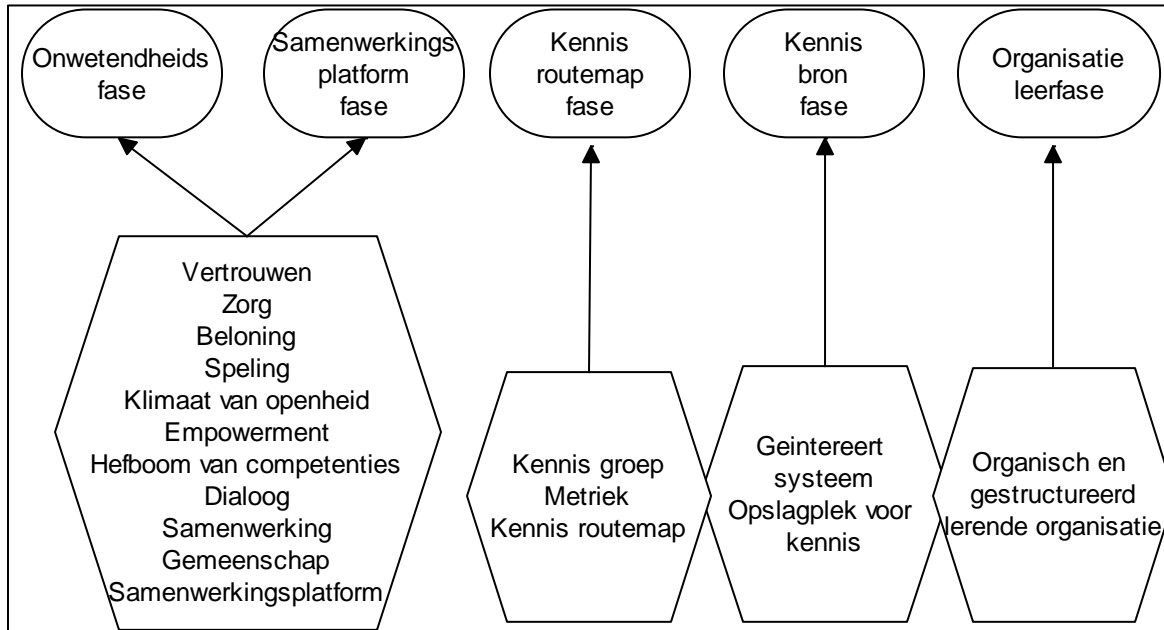 Onwetendheids
fase
Samenwerkings
platform
fase
Kennis
routemap
fase
Kennis
bron
fase
Organisatie
leerfase
Vertrouwen
Zorg
Beloning
Speling
Klimaat van openheid
Empowerment
Hefboom van competenties
Dialoog
Samenwerking
Gemeenschap
Samenwerkingsplatform
Kennis groep
Metriek
Kennis routemap
Geintereert
systeem
Opslagplek voor
kennis
Organisch en
gestructureerd
lerende organisatie